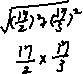 √(17/2)² + (17/3)²
17/2 × 17/3